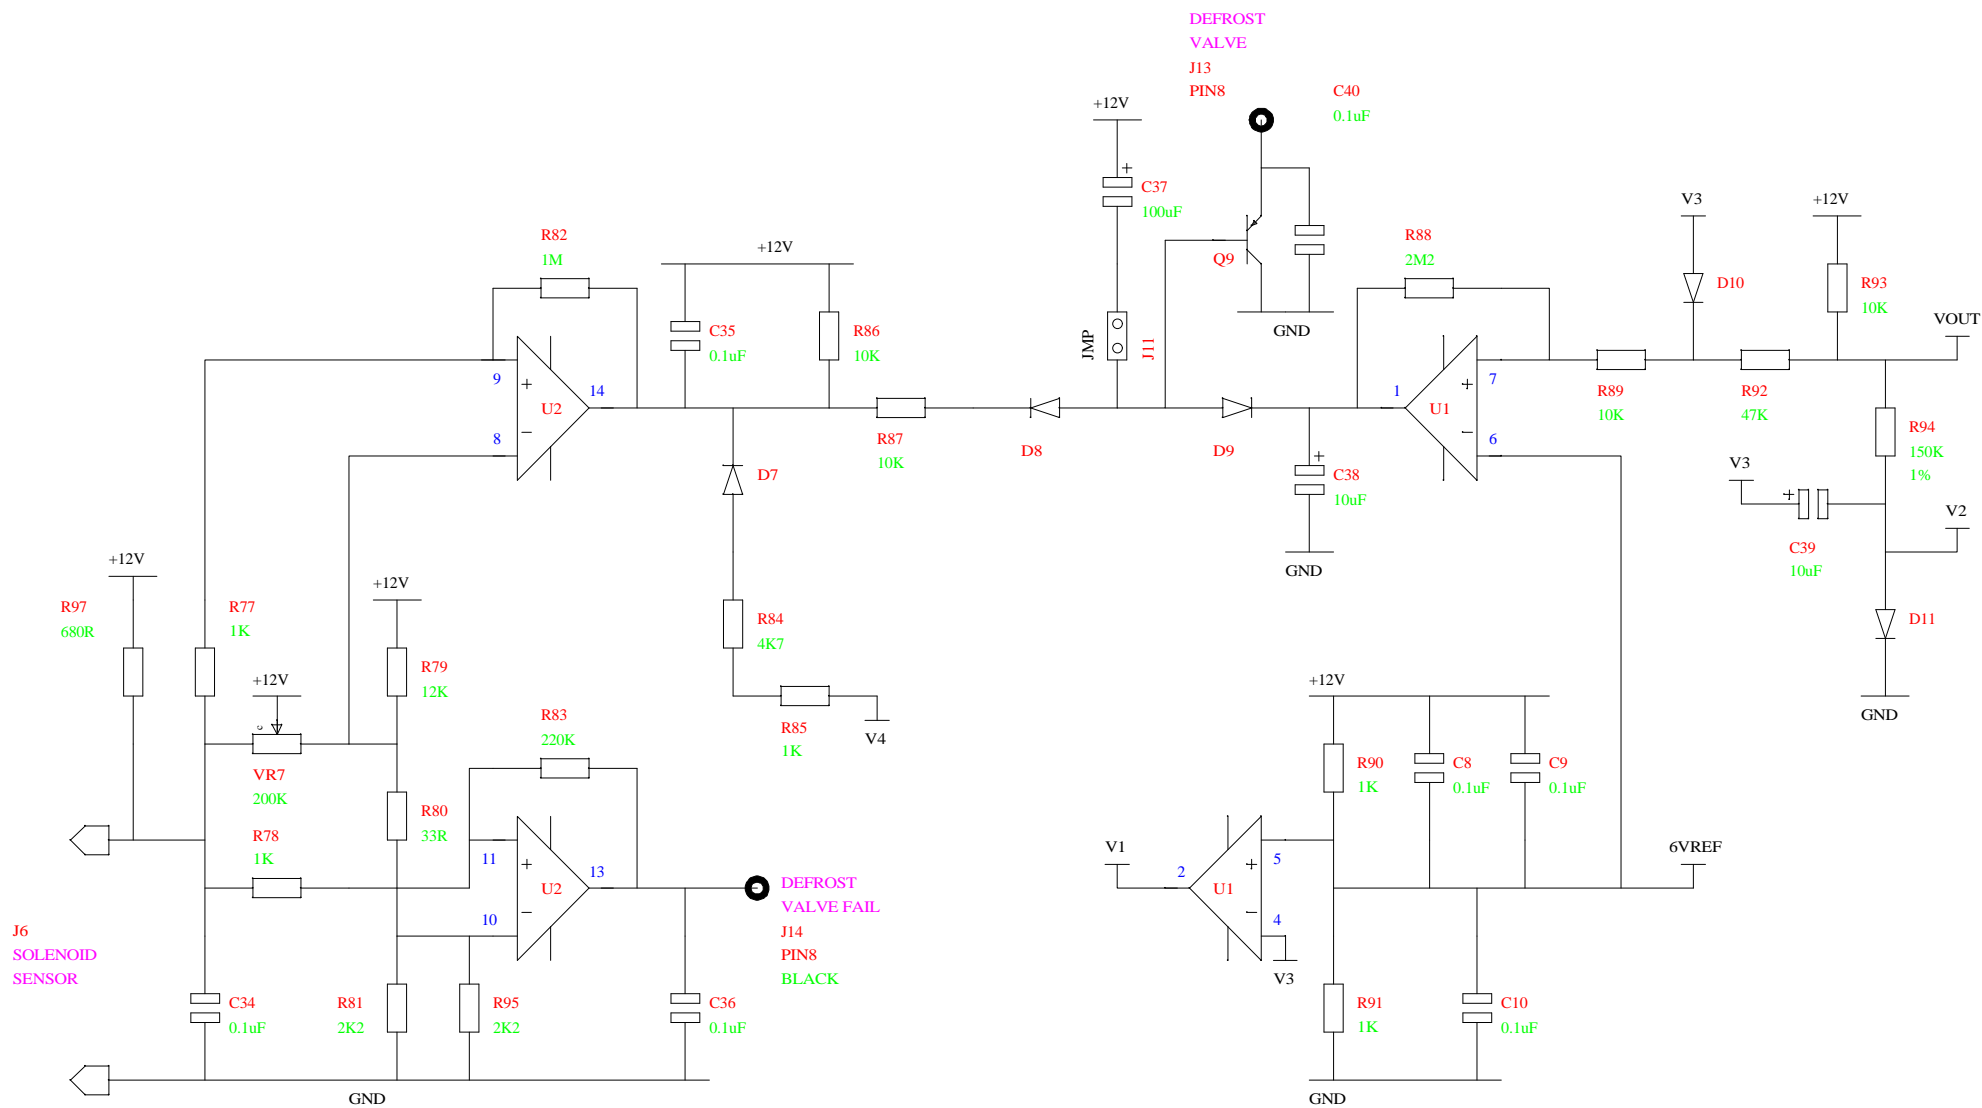 DEFROST
VALVE
J13
PIN8
C40
0.1uF
+12V
C37
100uF
V3
+12V
R82
1M
+12V
R88
2M2
Q9
D10
R93
10K
C35
0.1uF
R86
10K
JMP
J11
GND
VOUT
9
+
U2
14
8
−
R87
10K
D8
D9
1
U1
+
7
−
6
R89
10K
R92
47K
R94
150K
1%
D7
+
C38
10uF
V3
+
C39
10uF
V2
+12V
+12V
GND
R97
680R
R77
1K
R84
4K7
D11
R79
12K
+12V
+12V
c
R83
220K
R85
1K
V4
GND
VR7
200K
R80
33R
R90
1K
C8
0.1uF
C9
0.1uF
R78
1K
11
+
U2
13
10
−
DEFROST
VALVE FAIL
J14
PIN8
BLACK
V1
2
U1
+
5
−
4
V3
6VREF
J6
SOLENOID
SENSOR
C34
0.1uF
R81
2K2
R95
2K2
C36
0.1uF
R91
1K
C10
0.1uF
GND
GND